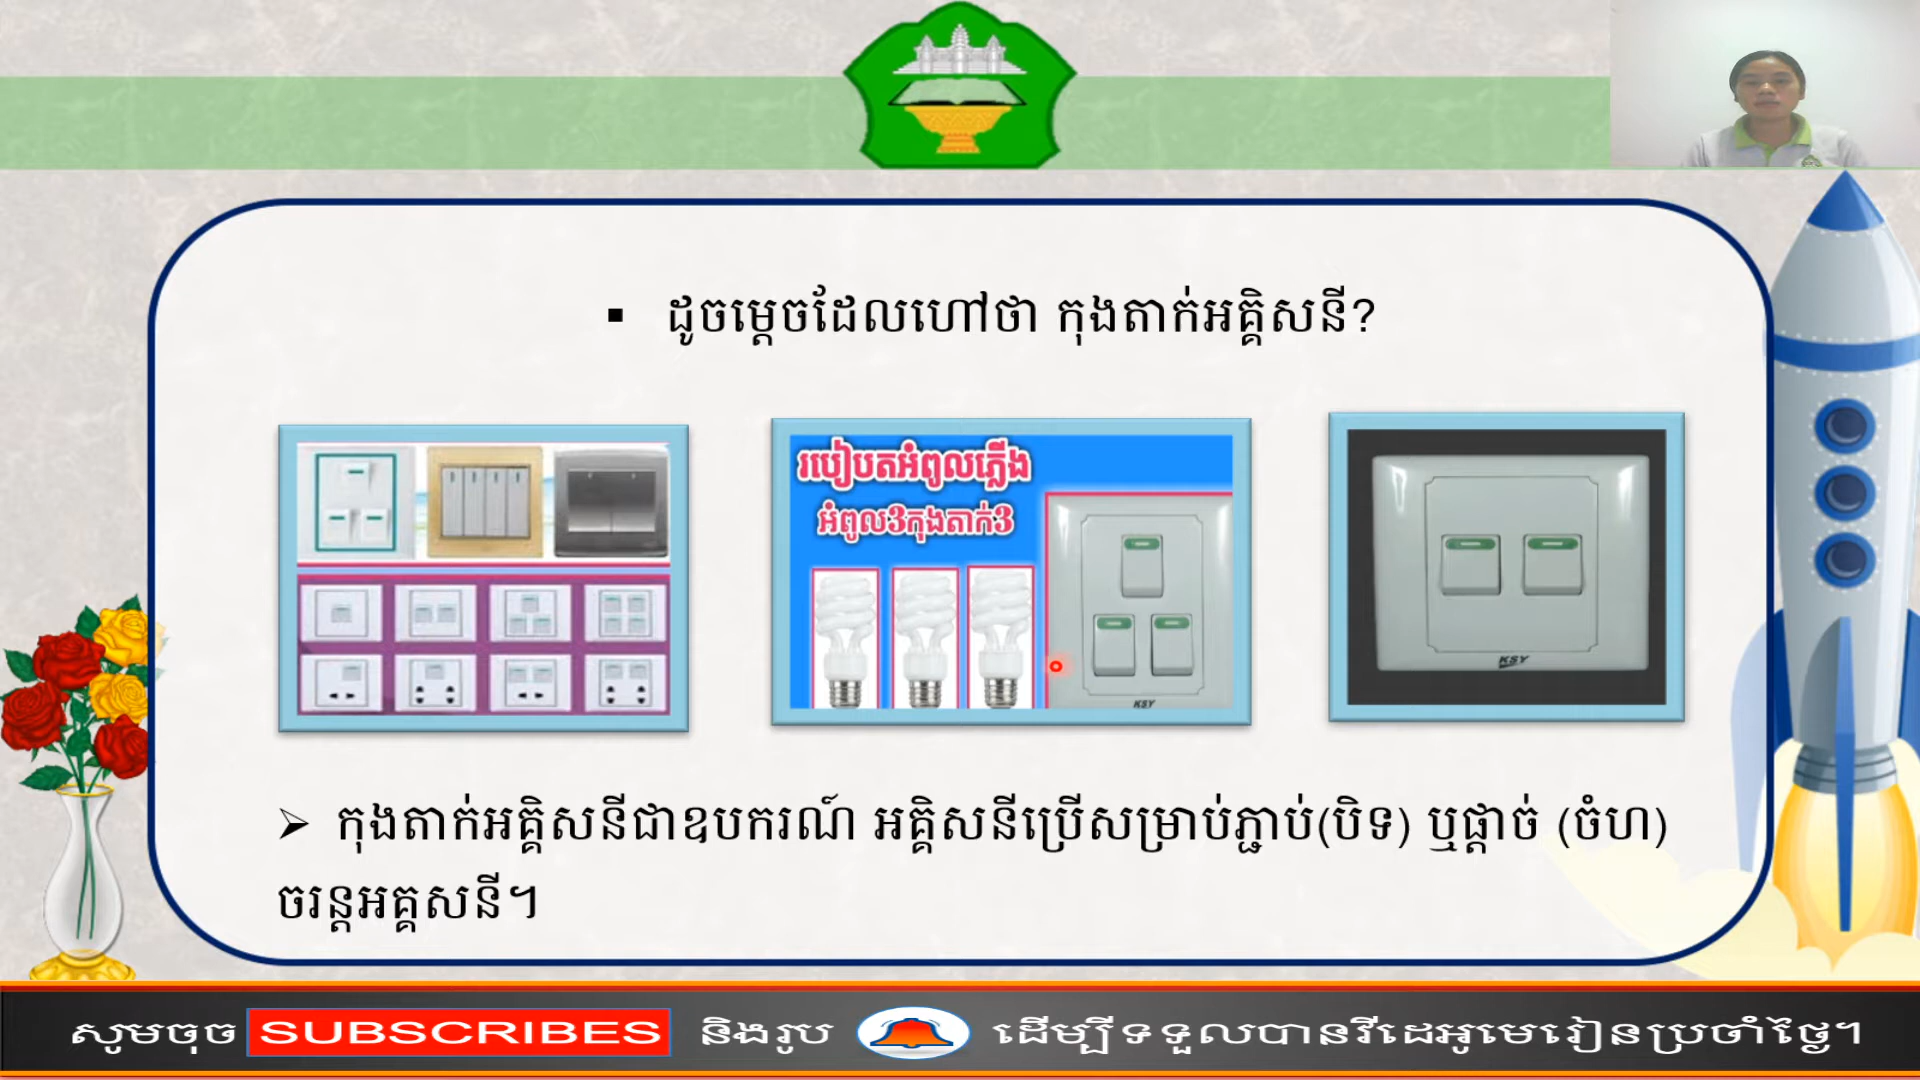 ▪ ដូចម្ដេចដែលហៅថា កុងតាក់អគ្គិសនី?
របៀបតអំពូលភ្លើង
អំពូល3កុងតាក់3
KSY
KSY
➢ កុងតាក់អគ្គិសនីជាឧបករណ៍ អគ្គិសនីប្រើសម្រាប់ភ្ជាប់(បិទ) ឬផ្ដាច់ (ចំហ)
ចរន្តអគ្គសនី។
សូមចុច SUBSCRIBES និងរូប ដើម្បីទទួលបានវីដេអូមេរៀនប្រចាំថ្ងៃ។